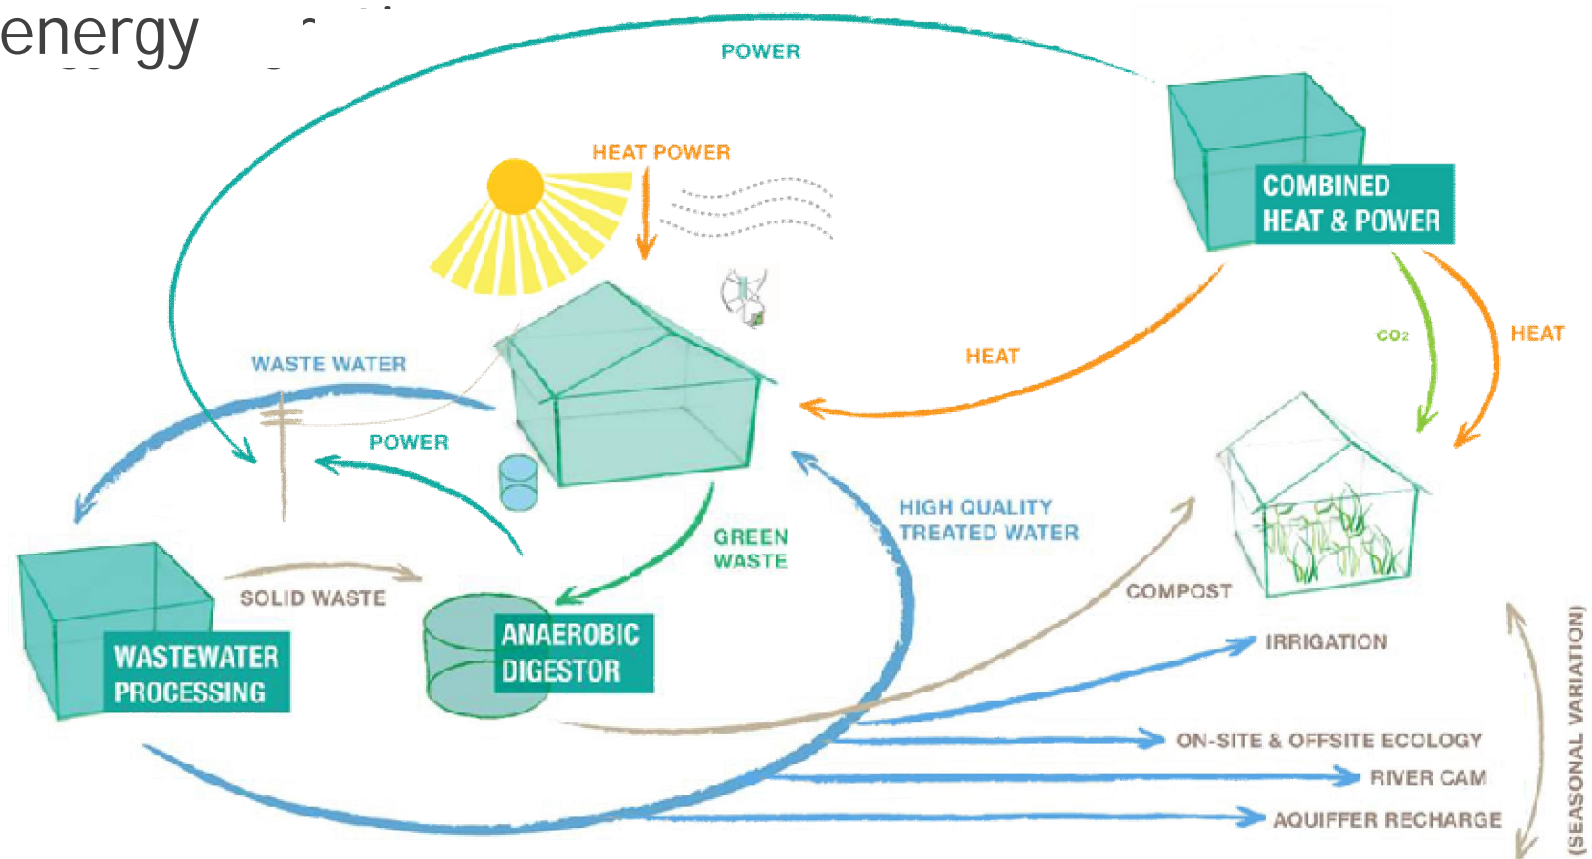 energy
POWER
HEAT POWER
COMBINED
HEAT & POWER
WASTE WATER
HEAT
CO₂
HEAT
POWER
HIGH QUALITY
TREATED WATER
GREEN
WASTE
SOLID WASTE
COMPOST
ANAEROBIC
DIGESTOR
WASTEWATER
PROCESSING
IRRIGATION
ON-SITE & OFFSITE ECOLOGY
RIVER CAM
AQUIFFER RECHARGE
(SEASONAL VARIATION)